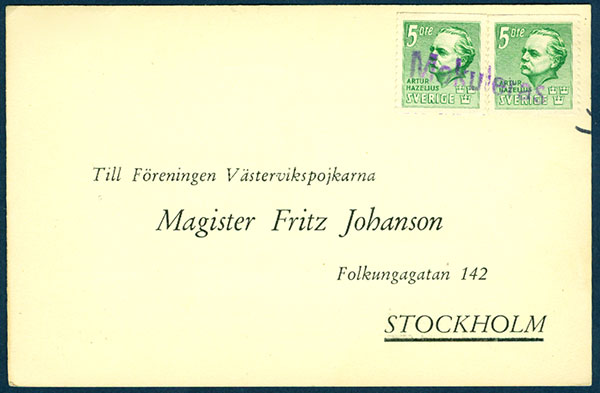 5 öre 5 öre
Makuleras
ARTUR HAZELIUS ARTUR HAZELIUS
SVERIGE SVERIGE
Till Föreningen Västervikspojkarna
Magister Fritz Johanson
Folkungagatan 142
STOCKHOLM